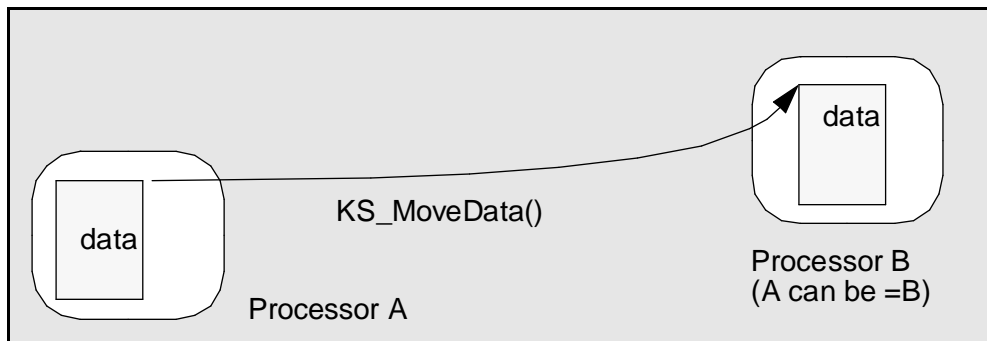 data
KS_MoveData()
data
Processor B
(A can be =B)
Processor A